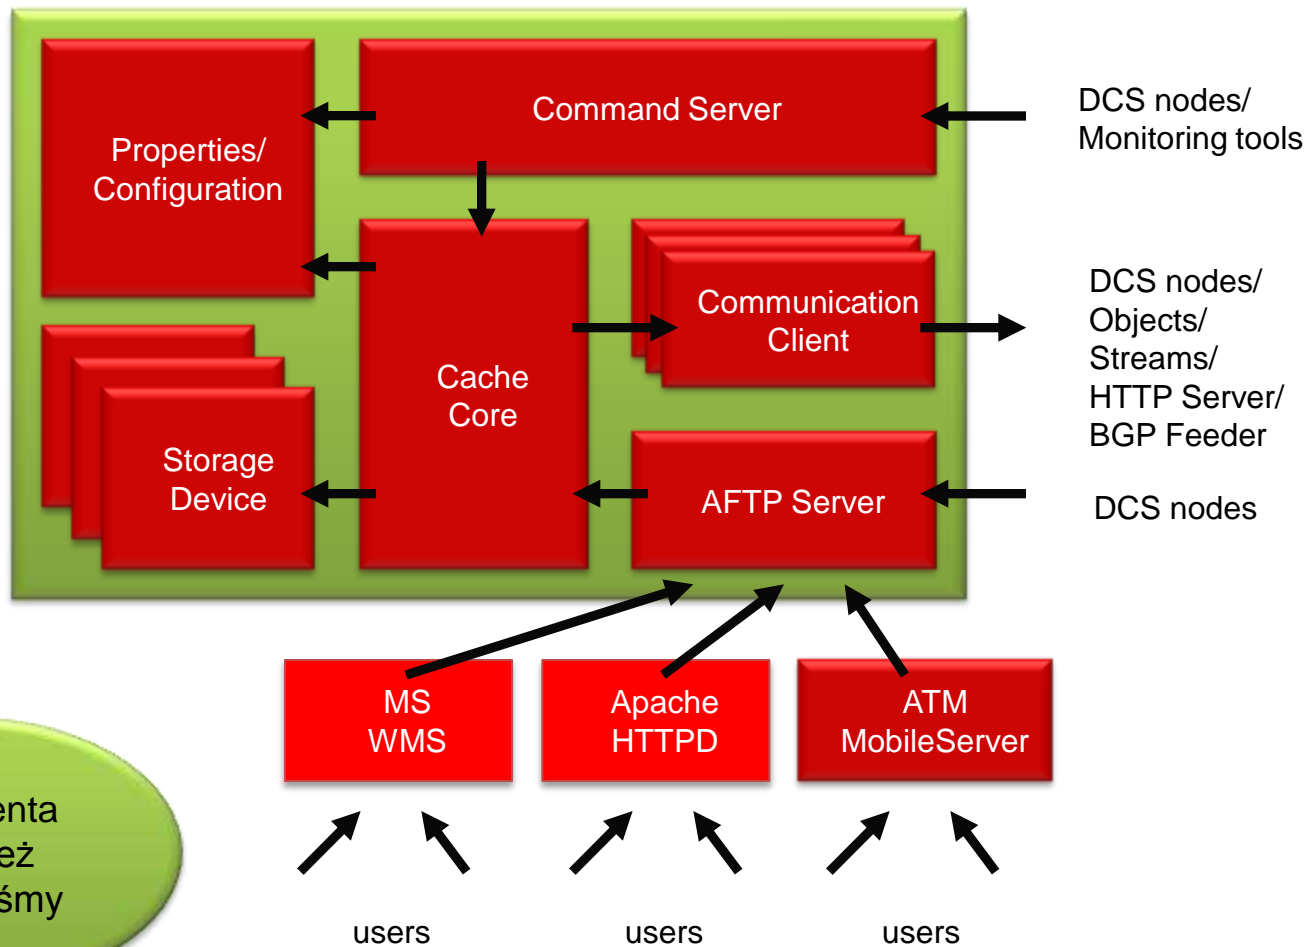 Command Server
DCS nodes/
Monitoring tools
Properties/
Configuration
Communication
Client
DCS nodes/
Objects/
Streams/
HTTP Server/
BGP Feeder
Cache
Core
Storage
Device
AFTP Server
DCS nodes
MS
WMS
Apache
HTTPD
ATM
MobileServer
enta
eż
śmy
users
users
users